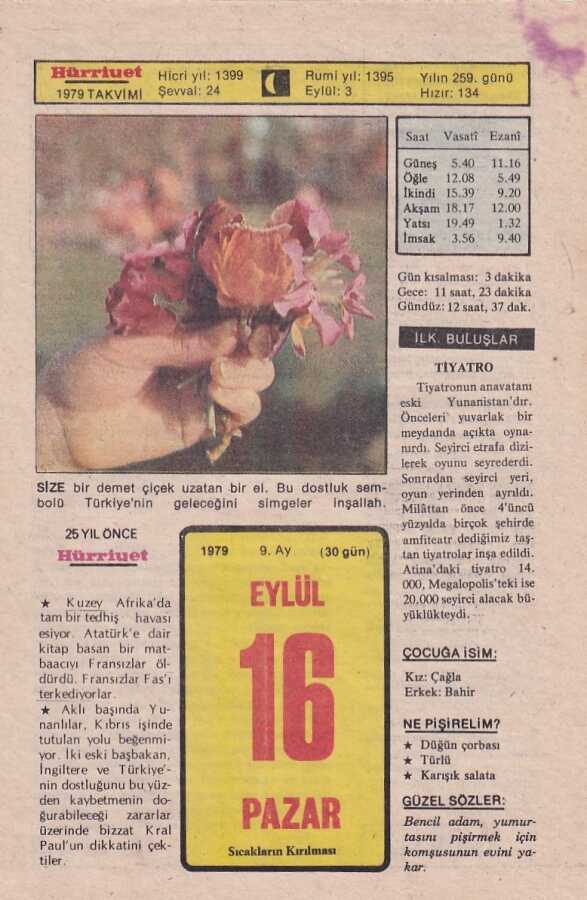 Hürriyet
1979 TAKVİMİ
Hicri yıl: 1399
Şevval: 24
Rumi yıl: 1395
Eylül: 3
Yılın 259. günü
Hızır: 134
Saat Vasatî Ezanî
Güneş 5.40 11.16
Öğle 12.08 5.49
İkindi 15.39 9.20
Akşam 18.17 12.00
Yatsı 19.49 1.32
İmsak 3.56 9.40
Gün kısalması: 3 dakika
Gece: 11 saat, 23 dakika
Gündüz: 12 saat, 37 dak.
SİZE bir demet çiçek uzatan bir el. Bu dostluk sem-
bolü Türkiye'nin geleceğini simgeler inşallah.
İLK BULUŞLAR
TİYATRO
Tiyatronun anavatanı
eski Yunanistan'dır.
Önceleri yuvarlak bir
meydanda açıkta oyna-
nırdı. Seyirci etrafa dizi-
lerek oyunu seyrederdi.
Sonradan seyirci yeri,
oyun yerinden ayrıldı.
Milâttan önce 4'üncü
yüzyılda birçok şehirde
amfiteatr dediğimiz taş-
tan tiyatrolar inşa edildi.
Atina'daki tiyatro 14.
000, Megalopolis'teki ise
20.000 seyirci alacak bü-
yüklükteydi.
25 YIL ÖNCE
Hürriyet
★ Kuzey Afrika'da
tam bir tedhiş havası
esiyor. Atatürk'e dair
kitap basan bir mat-
baacıyı Fransızlar öl-
dürdü. Fransızlar Fas'ı
terkediyorlar.
★ Aklı başında Yu-
nanlılar, Kıbrıs işinde
tutulan yolu beğenmi-
yor. İki eski başbakan,
İngiltere ve Türkiye'-
nin dostluğunu bu yüz-
den kaybetmenin do-
ğurabileceği zararlar
üzerinde bizzat Kral
Paul'un dikkatini çek-
tiler.
1979 9. Ay (30 gün)
EYLÜL
16
PAZAR
Sıcakların Kırılması
ÇOCUĞA İSİM:
Kız: Çağla
Erkek: Bahir
NE PİŞİRELİM?
★ Düğün çorbası
★ Türlü
★ Karışık salata
GÜZEL SÖZLER:
Bencil adam, yumur-
tasını pişirmek için
komşusunun evini ya-
kar.